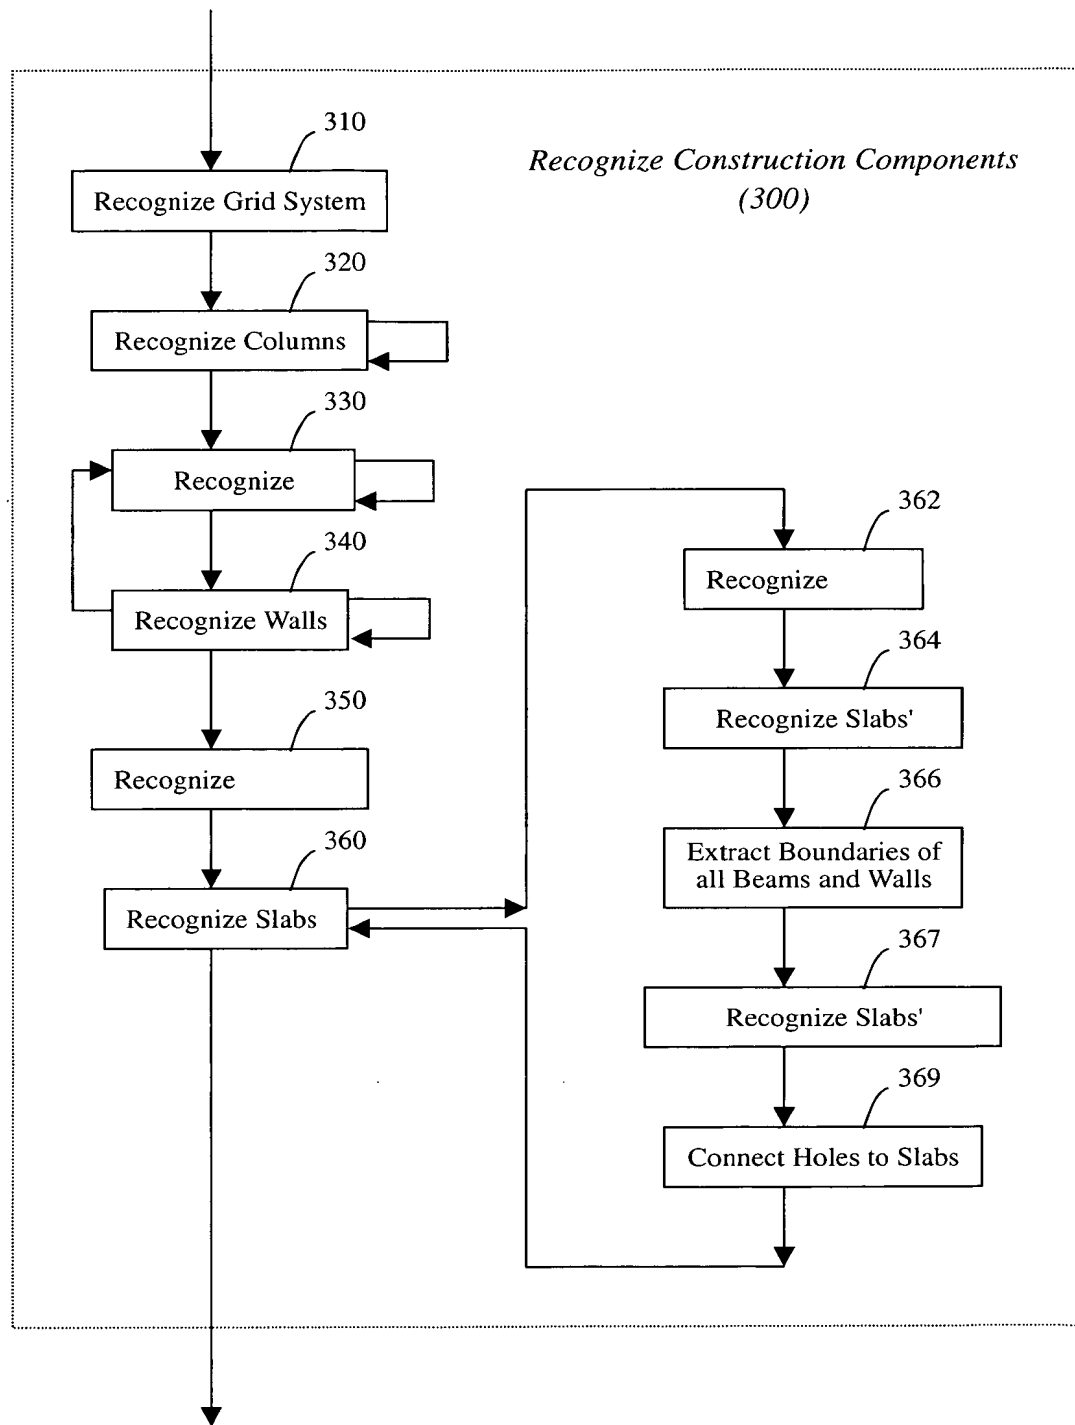 Recognize Construction Components
(300)
310
Recognize Grid System
320
Recognize Columns
330
Recognize
340
Recognize Walls
350
Recognize
360
Recognize Slabs
362
Recognize
364
Recognize Slabs'
366
Extract Boundaries of
all Beams and Walls
367
Recognize Slabs'
369
Connect Holes to Slabs